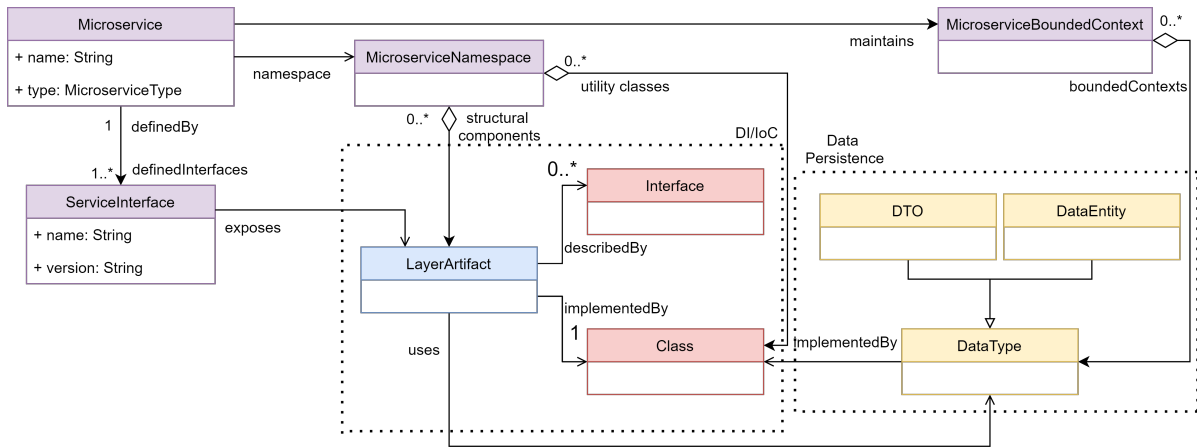 Microservice
+ name: String
+ type: MicroserviceType
MicroserviceBoundedContext
0..*
maintains
boundedContexts
namespace
MicroserviceNamespace
0..*
utility classes
1
definedBy
1..*
definedInterfaces
0..*
structural
components
DI/IoC
Data
Persistence
ServiceInterface
+ name: String
+ version: String
exposes
0..*
Interface
describedBy
LayerArtifact
implementedBy
1
Class
uses
DTO
DataEntity
implementedBy
DataType